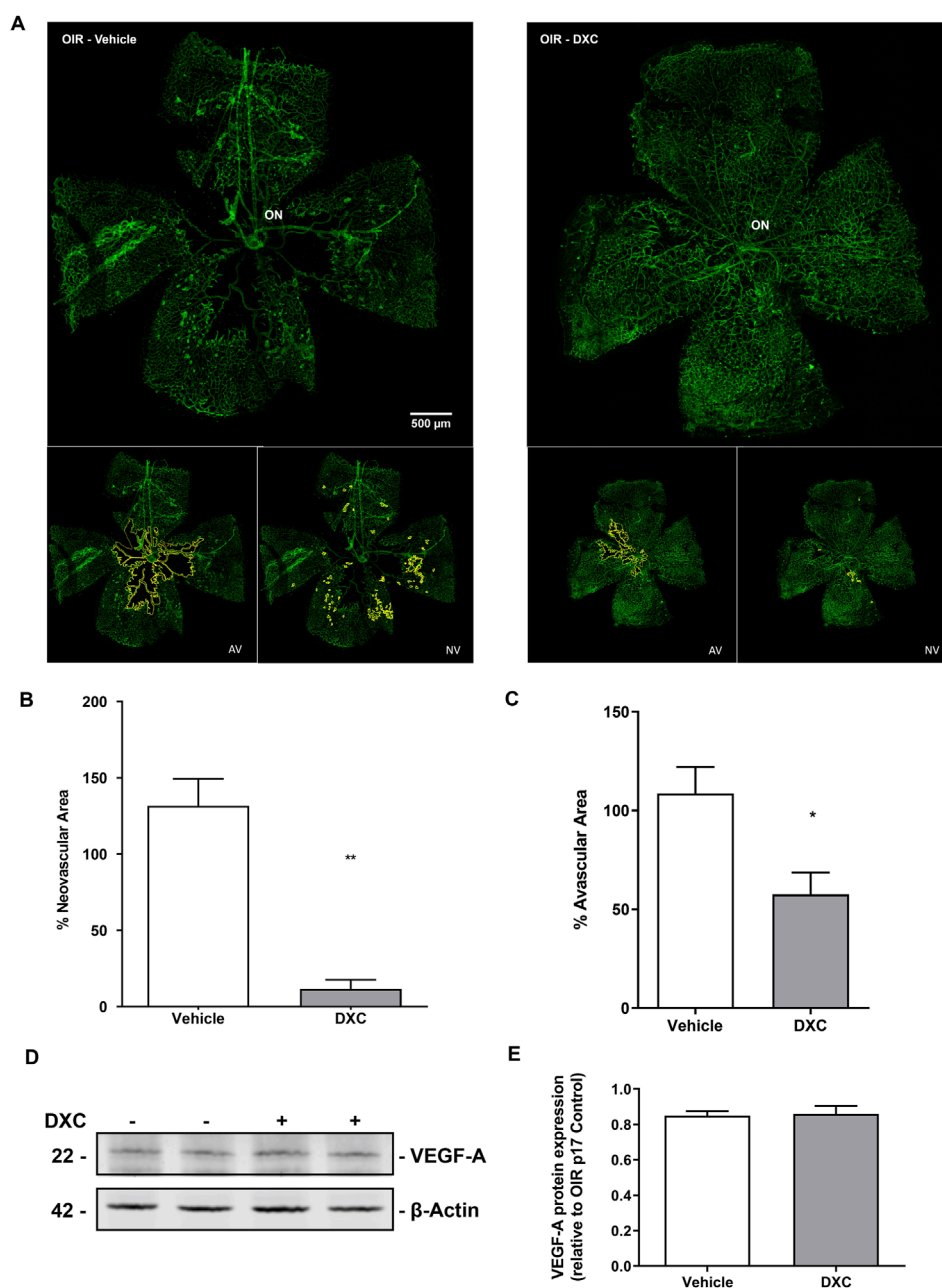 A
OIR - Vehicle
ON
500 µm
AV
NV
OIR - DXC
ON
AV
NV
B
% Neovascular Area
200
150
100
50
0
**
Vehicle
DXC
C
% Avascular Area
150
100
50
0
*
Vehicle
DXC
D
DXC - - + +
22 - - VEGF-A
42 - - β-Actin
E
VEGF-A protein expression
(relative to OIR p17 Control)
1.0
0.8
0.6
0.4
0.2
0.0
Vehicle
DXC